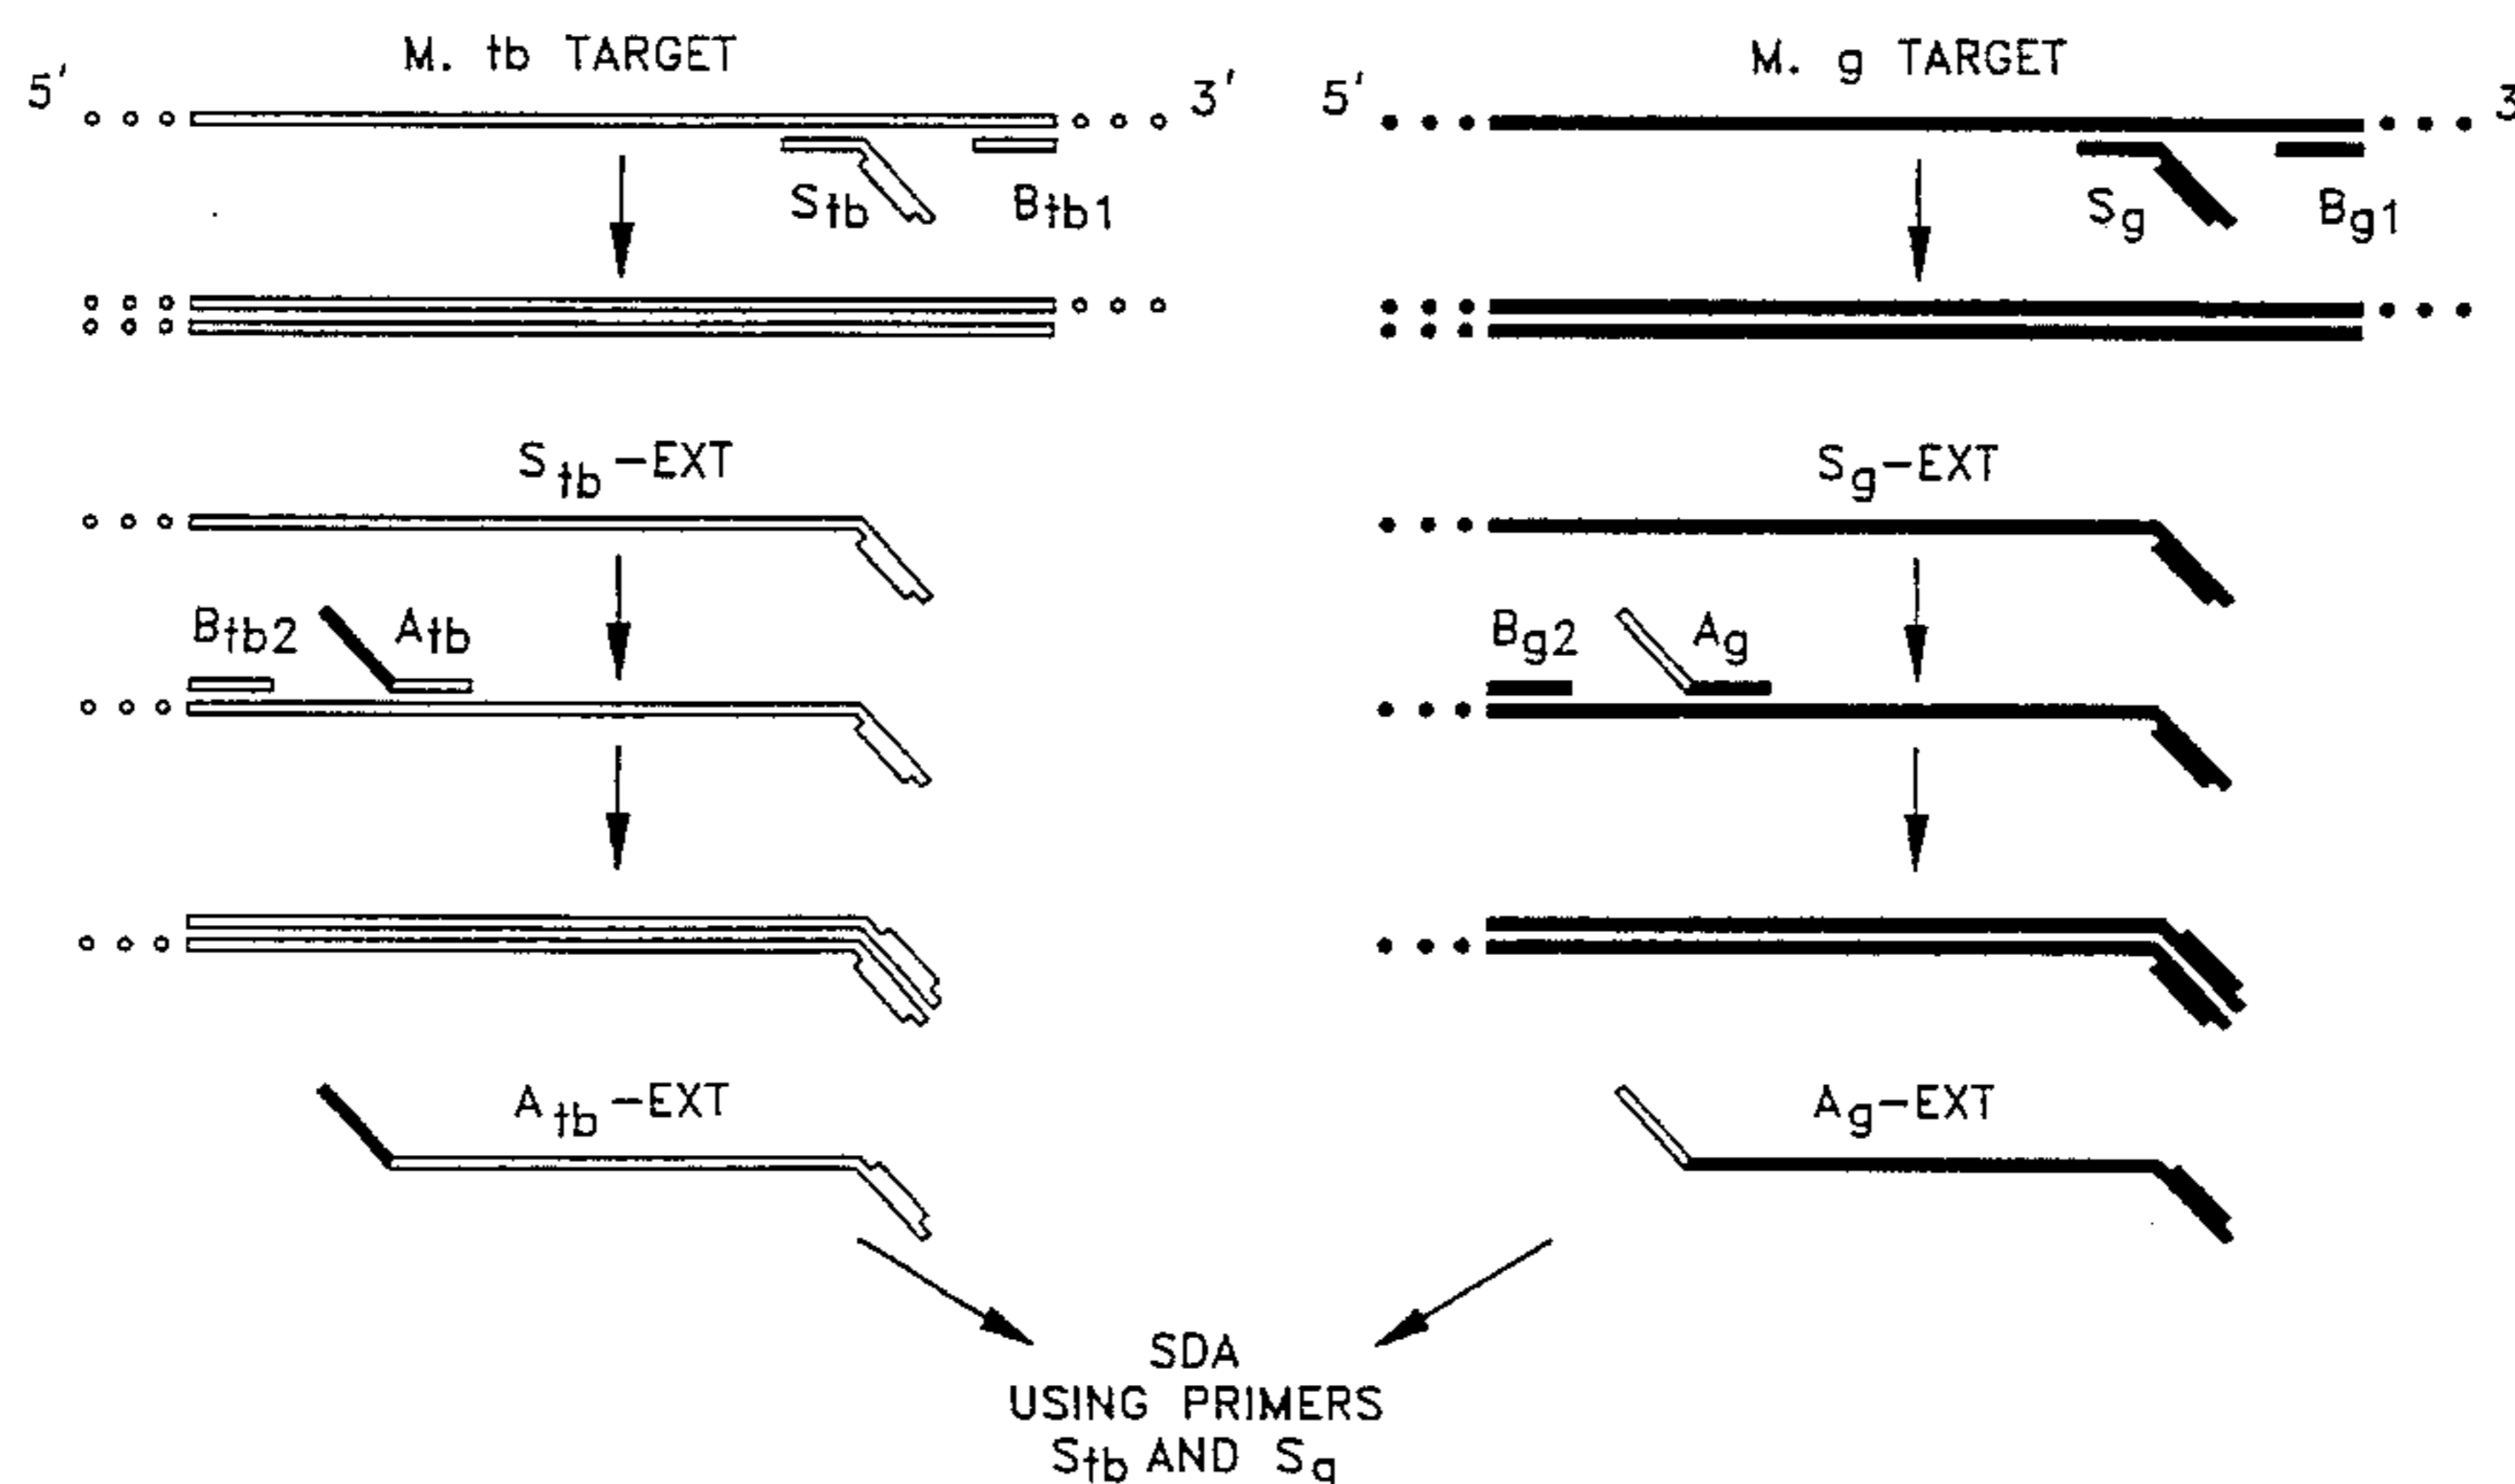 M. tb TARGET
M. g TARGET
5' 3' 5' 3
Stb Btb1 Sg Bg1
Stb-EXT
Sg-EXT
Btb2 Atb Bg2 Ag
Atb-EXT
Ag-EXT
SDA
USING PRIMERS
Stb AND Sg